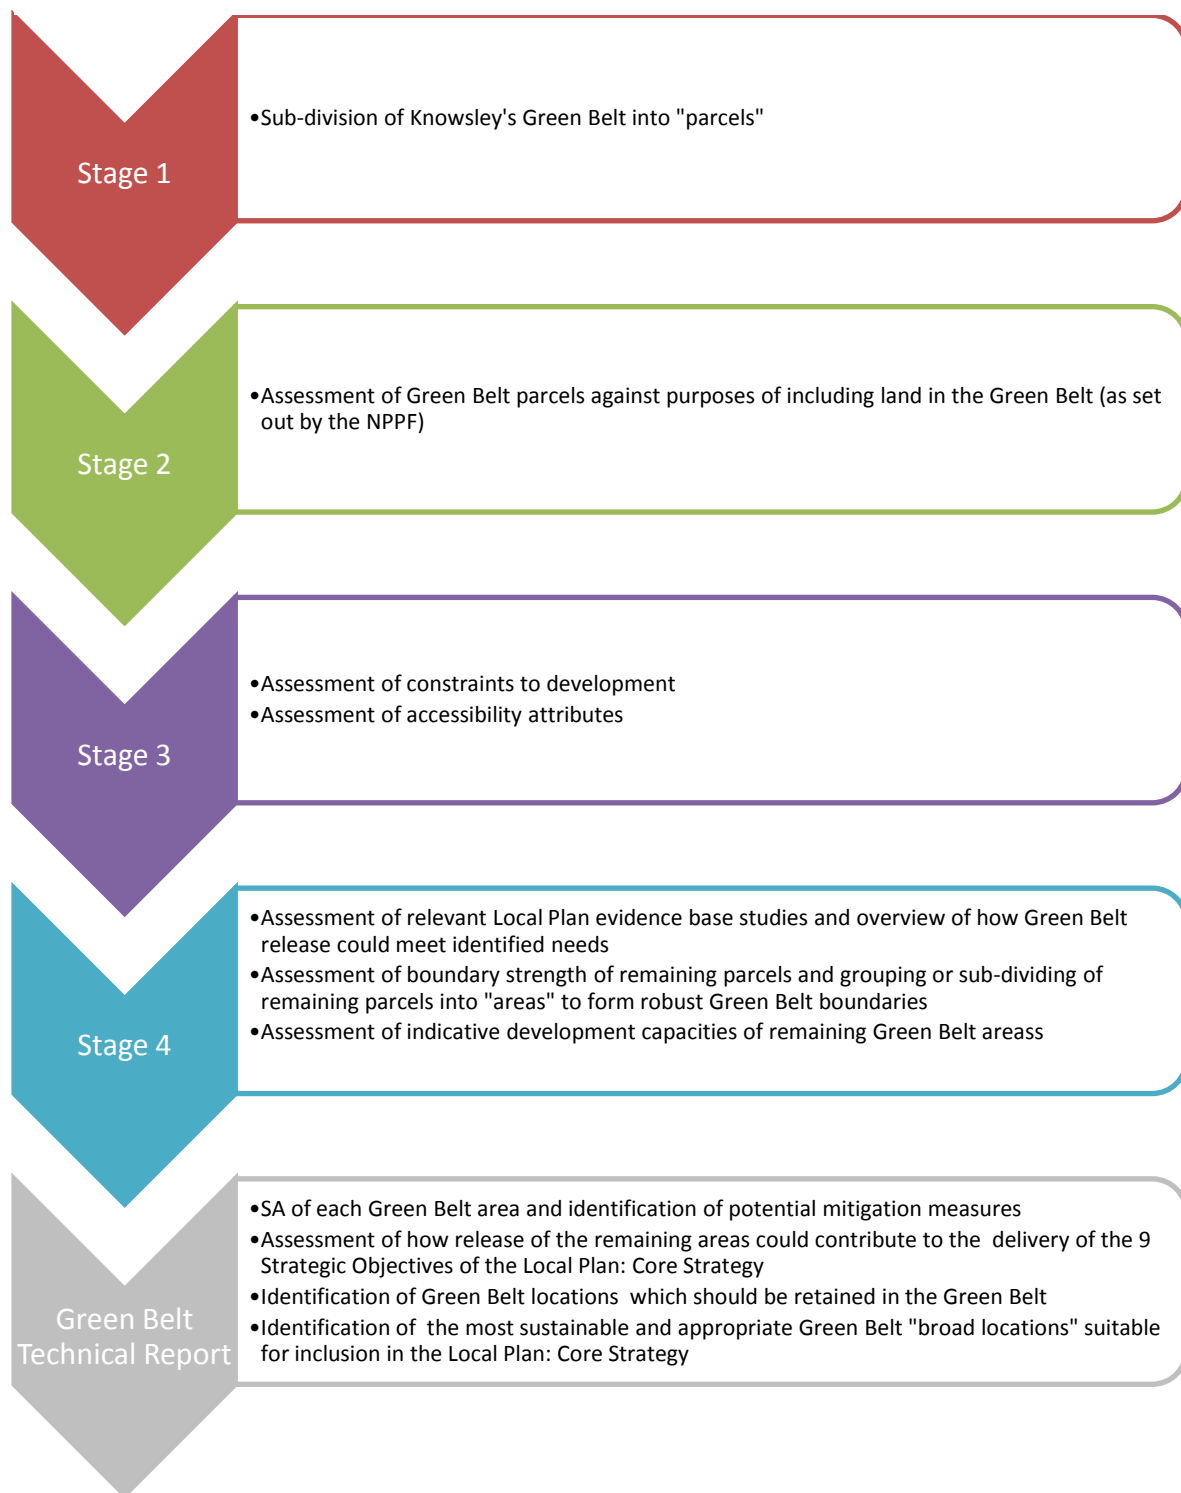 Stage 1
•Sub-division of Knowsley's Green Belt into "parcels"
Stage 2
•Assessment of Green Belt parcels against purposes of including land in the Green Belt (as set
out by the NPPF)
Stage 3
•Assessment of constraints to development
•Assessment of accessibility attributes
Stage 4
•Assessment of relevant Local Plan evidence base studies and overview of how Green Belt
release could meet identified needs
•Assessment of boundary strength of remaining parcels and grouping or sub-dividing of
remaining parcels into "areas" to form robust Green Belt boundaries
•Assessment of indicative development capacities of remaining Green Belt areass
Green Belt
Technical Report
•SA of each Green Belt area and identification of potential mitigation measures
•Assessment of how release of the remaining areas could contribute to the  delivery of the 9
Strategic Objectives of the Local Plan: Core Strategy
•Identification of Green Belt locations  which should be retained in the Green Belt
•Identification of  the most sustainable and appropriate Green Belt "broad locations" suitable
for inclusion in the Local Plan: Core Strategy